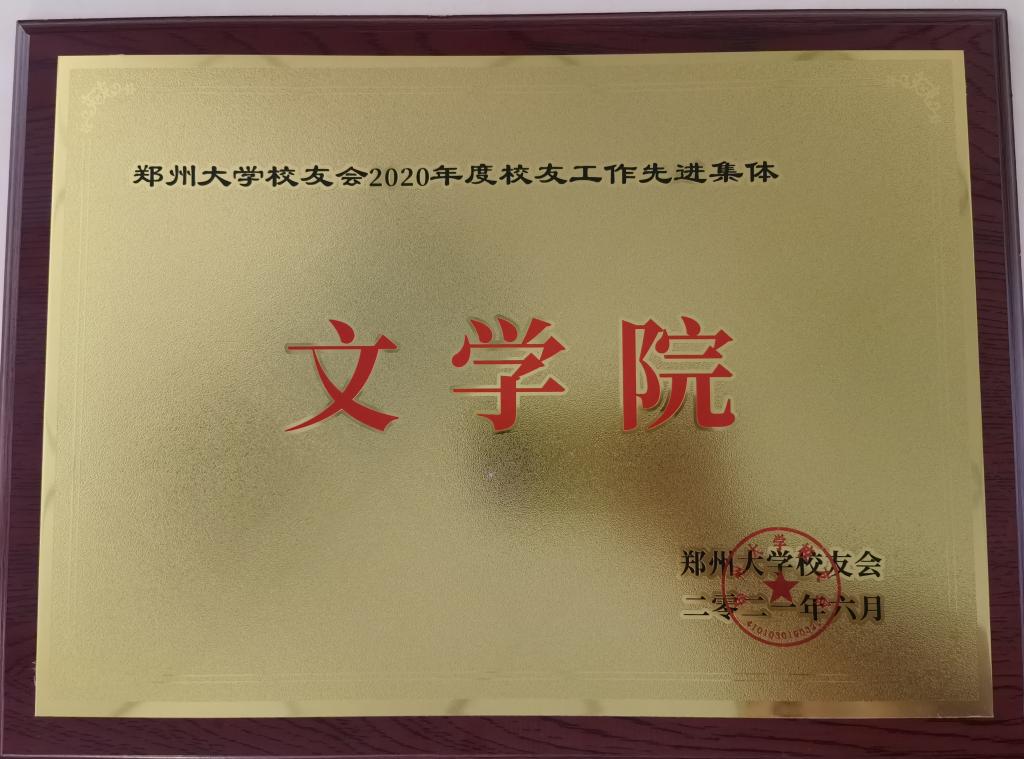 郑州大学校友会2020年度校友工作先进集体
文学院
郑州大学校友会
二零二一年六月